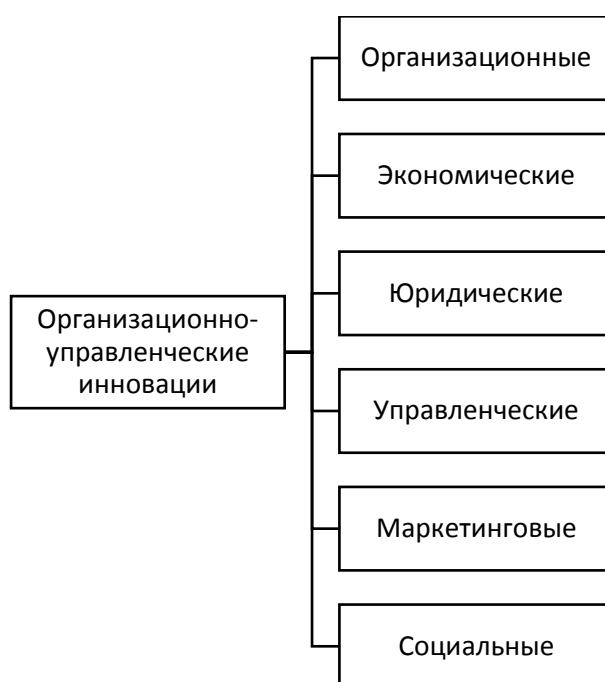 Организационные
Экономические
Юридические
Организационно-
управленческие
инновации
Управленческие
Маркетинговые
Социальные